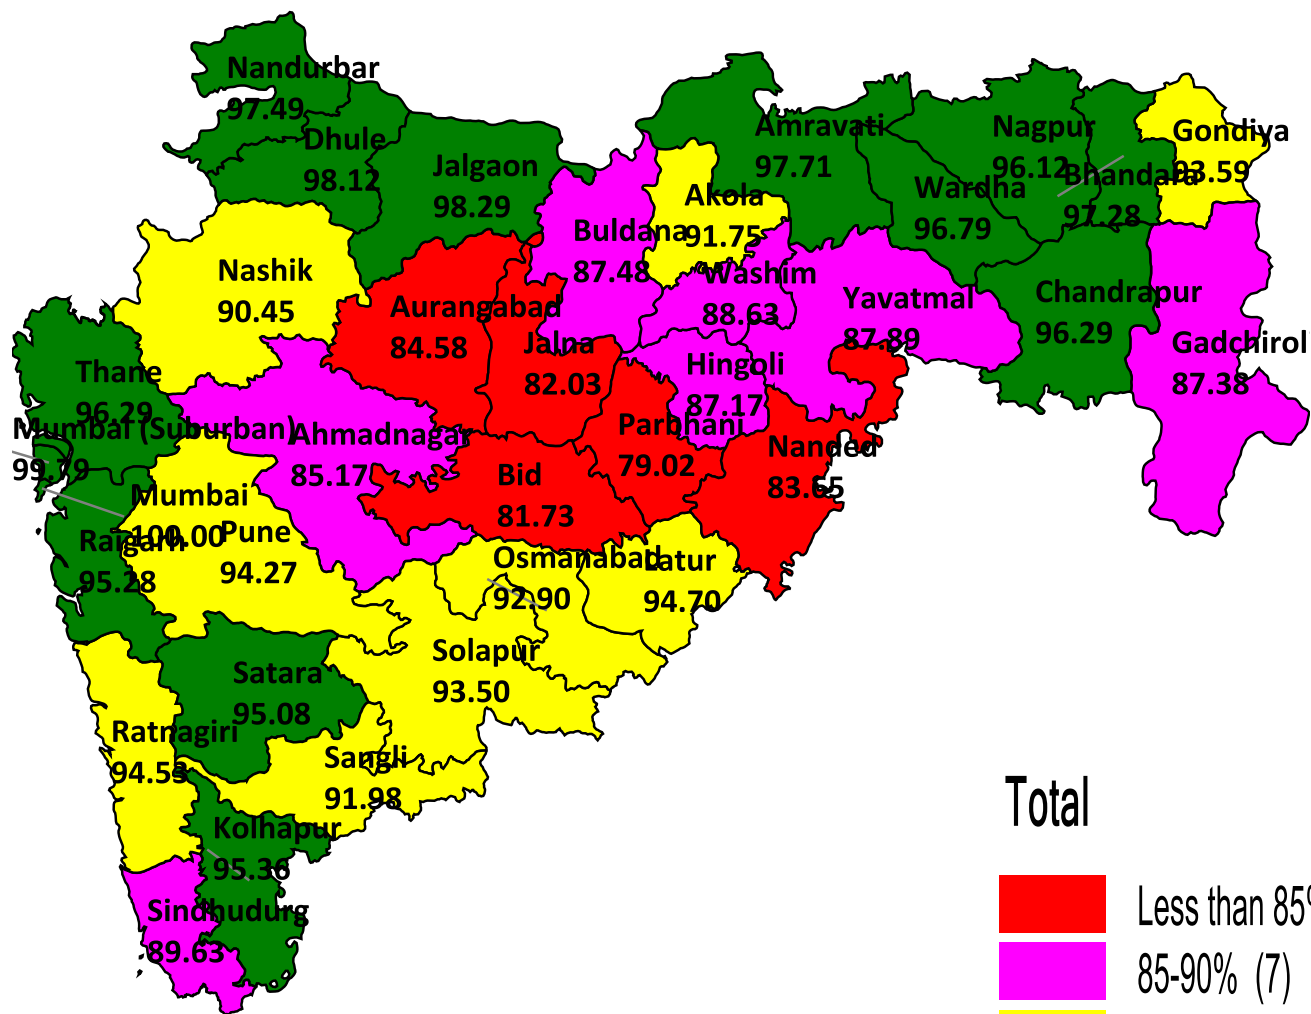 Nandurbar
97.49
Dhule
98.12
Jalgaon
98.29
Amravati
97.71
Nagpur
96.12
Gondiya
93.59
Bhandara
97.28
Wardha
96.79
Akola
91.75
Buldana
87.48
Washim
88.63
Nashik
90.45
Aurangabad
84.58
Jalna
82.03
Yavatmal
87.89
Chandrapur
96.29
Gadchirol
87.38
Hingoli
87.17
Thane
96.29
Mumbai (Suburban)
99.79
Ahmadnagar
85.17
Parbhani
79.02
Nanded
83.65
Bid
81.73
Mumbai
100.00
Pune
94.27
Raigarh
95.28
Osmanabad
92.90
Latur
94.70
Solapur
93.50
Satara
95.08
Ratnagiri
94.53
Sangli
91.98
Kolhapur
95.36
Sindhudurg
89.63
Total
Less than 85%
85-90% (7)